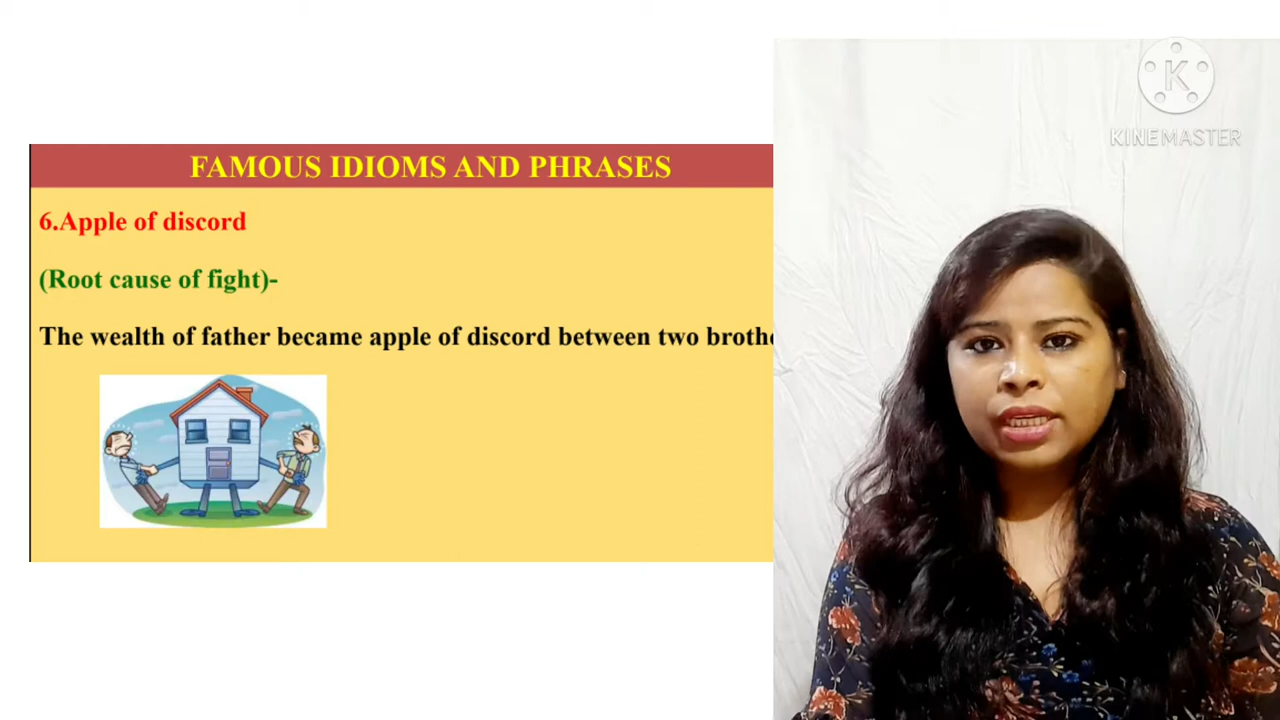 FAMOUS IDIOMS AND PHRASES
6.Apple of discord
(Root cause of fight)-
The wealth of father became apple of discord between two brothe
K
KINEMASTER